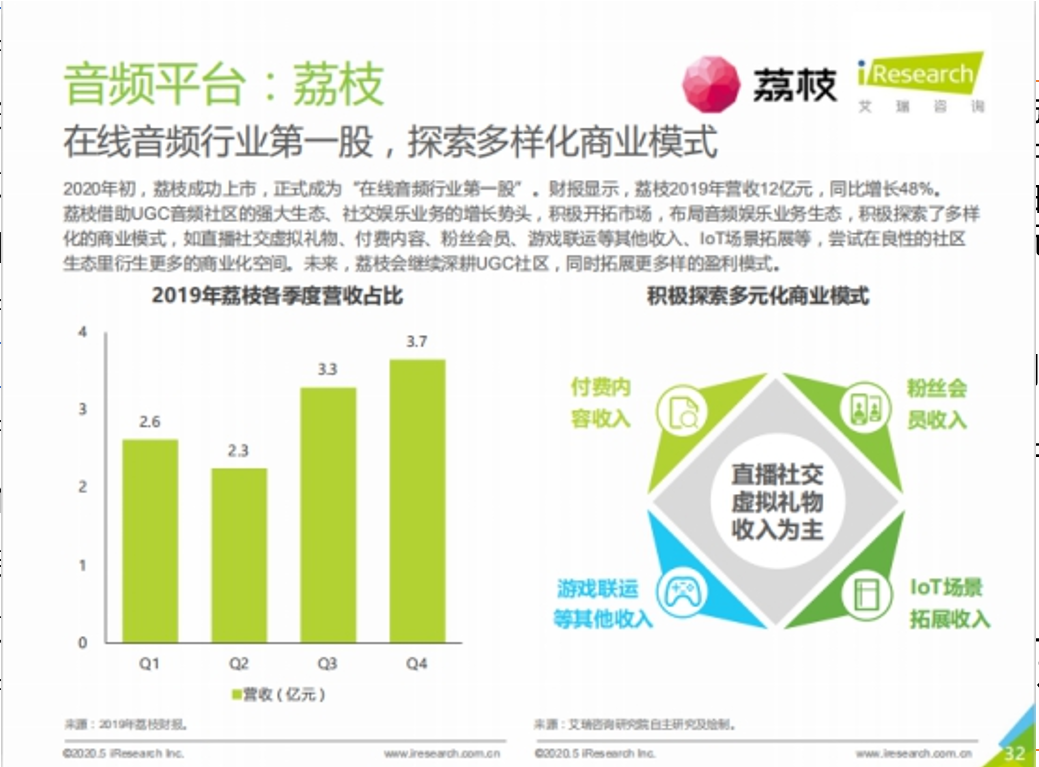 音频平台：荔枝
荔枝
iResearch
艾瑞咨询
在线音频行业第一股，探索多样化商业模式
2020年初，荔枝成功上市，正式成为“在线音频行业第一股”。财报显示，荔枝2019年营收12亿元，同比增长48%。
荔枝借助UGC音频社区的强大生态、社交娱乐业务的增长势头，积极开拓市场，布局音频娱乐业务生态，积极探索了多样
化的商业模式，如直播社交虚拟礼物、付费内容、粉丝会员、游戏联运等其他收入、IoT场景拓展等，尝试在良性的社区
生态里衍生更多的商业化空间。未来，荔枝会继续深耕UGC社区，同时拓展更多样的盈利模式。
2019年荔枝各季度营收占比
4
3
2
1
0
2.6
2.3
3.3
3.7
Q1
Q2
Q3
Q4
营收（亿元）
来源：2019年荔枝财报。
©2020.5 iResearch Inc.
www.iresearch.com.cn
积极探索多元化商业模式
付费内
容收入
粉丝会
员收入
直播社交
虚拟礼物
收入为主
游戏联运
等其他收入
IoT场景
拓展收入
来源：艾瑞咨询研究院自主研究及绘制。
©2020.5 iResearch Inc.
www.iresearch.com.cn
32